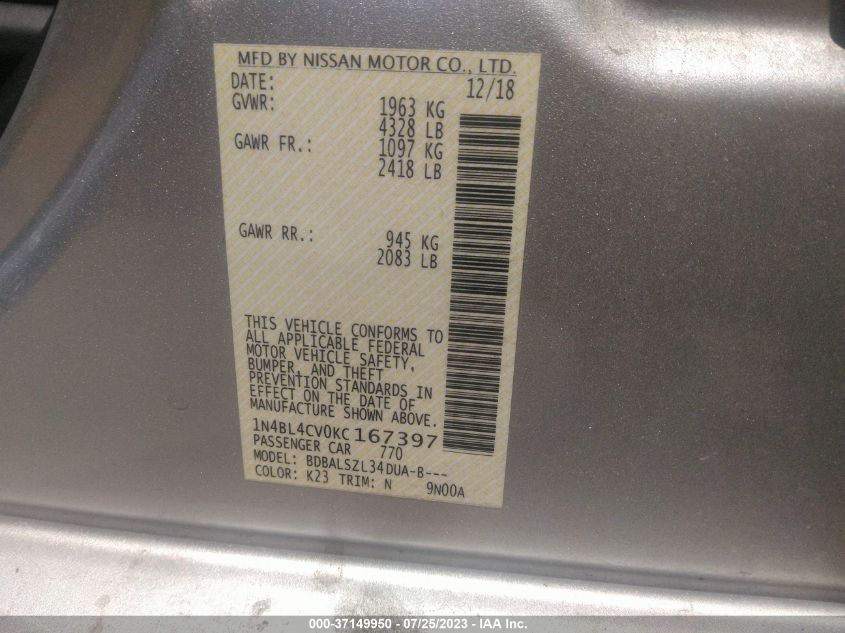 MFD BY NISSAN MOTOR CO., LTD.
DATE: 12/18
GVWR: 1963 KG
4328 LB
GAWR FR.: 1097 KG
2418 LB
GAWR RR.: 945 KG
2083 LB
THIS VEHICLE CONFORMS TO
ALL APPLICABLE FEDERAL
MOTOR VEHICLE SAFETY,
BUMPER, AND THEFT
PREVENTION STANDARDS IN
EFFECT ON THE DATE OF
MANUFACTURE SHOWN ABOVE.
1N4BL4CV0KC167397
PASSENGER CAR 770
MODEL: BDBALSZL34DUA-B---
COLOR: K23 TRIM: N 9N00A
000-37149950 - 07/25/2023 - IAA Inc.